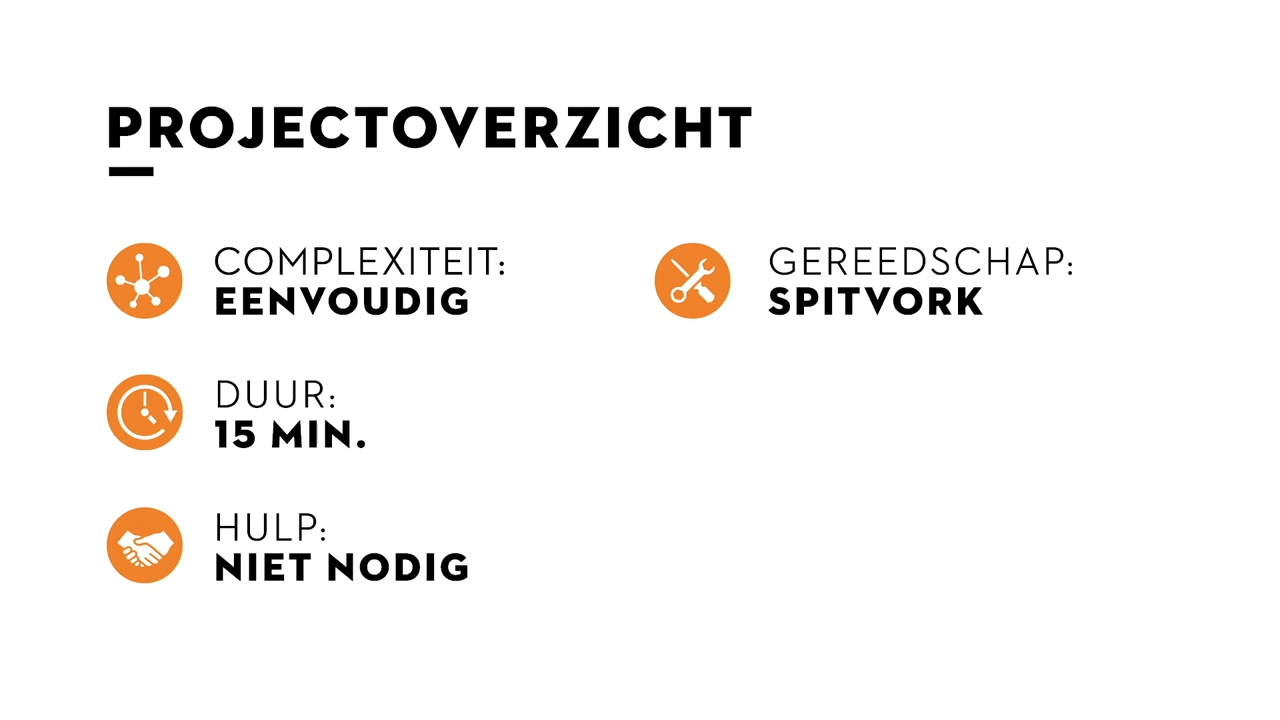 PROJECTOVERZICHT
COMPLEXITEIT:
EENVOUDIG
DUUR:
15 MIN.
HULP:
NIET NODIG
GEREEDSCHAP:
SPITVORK